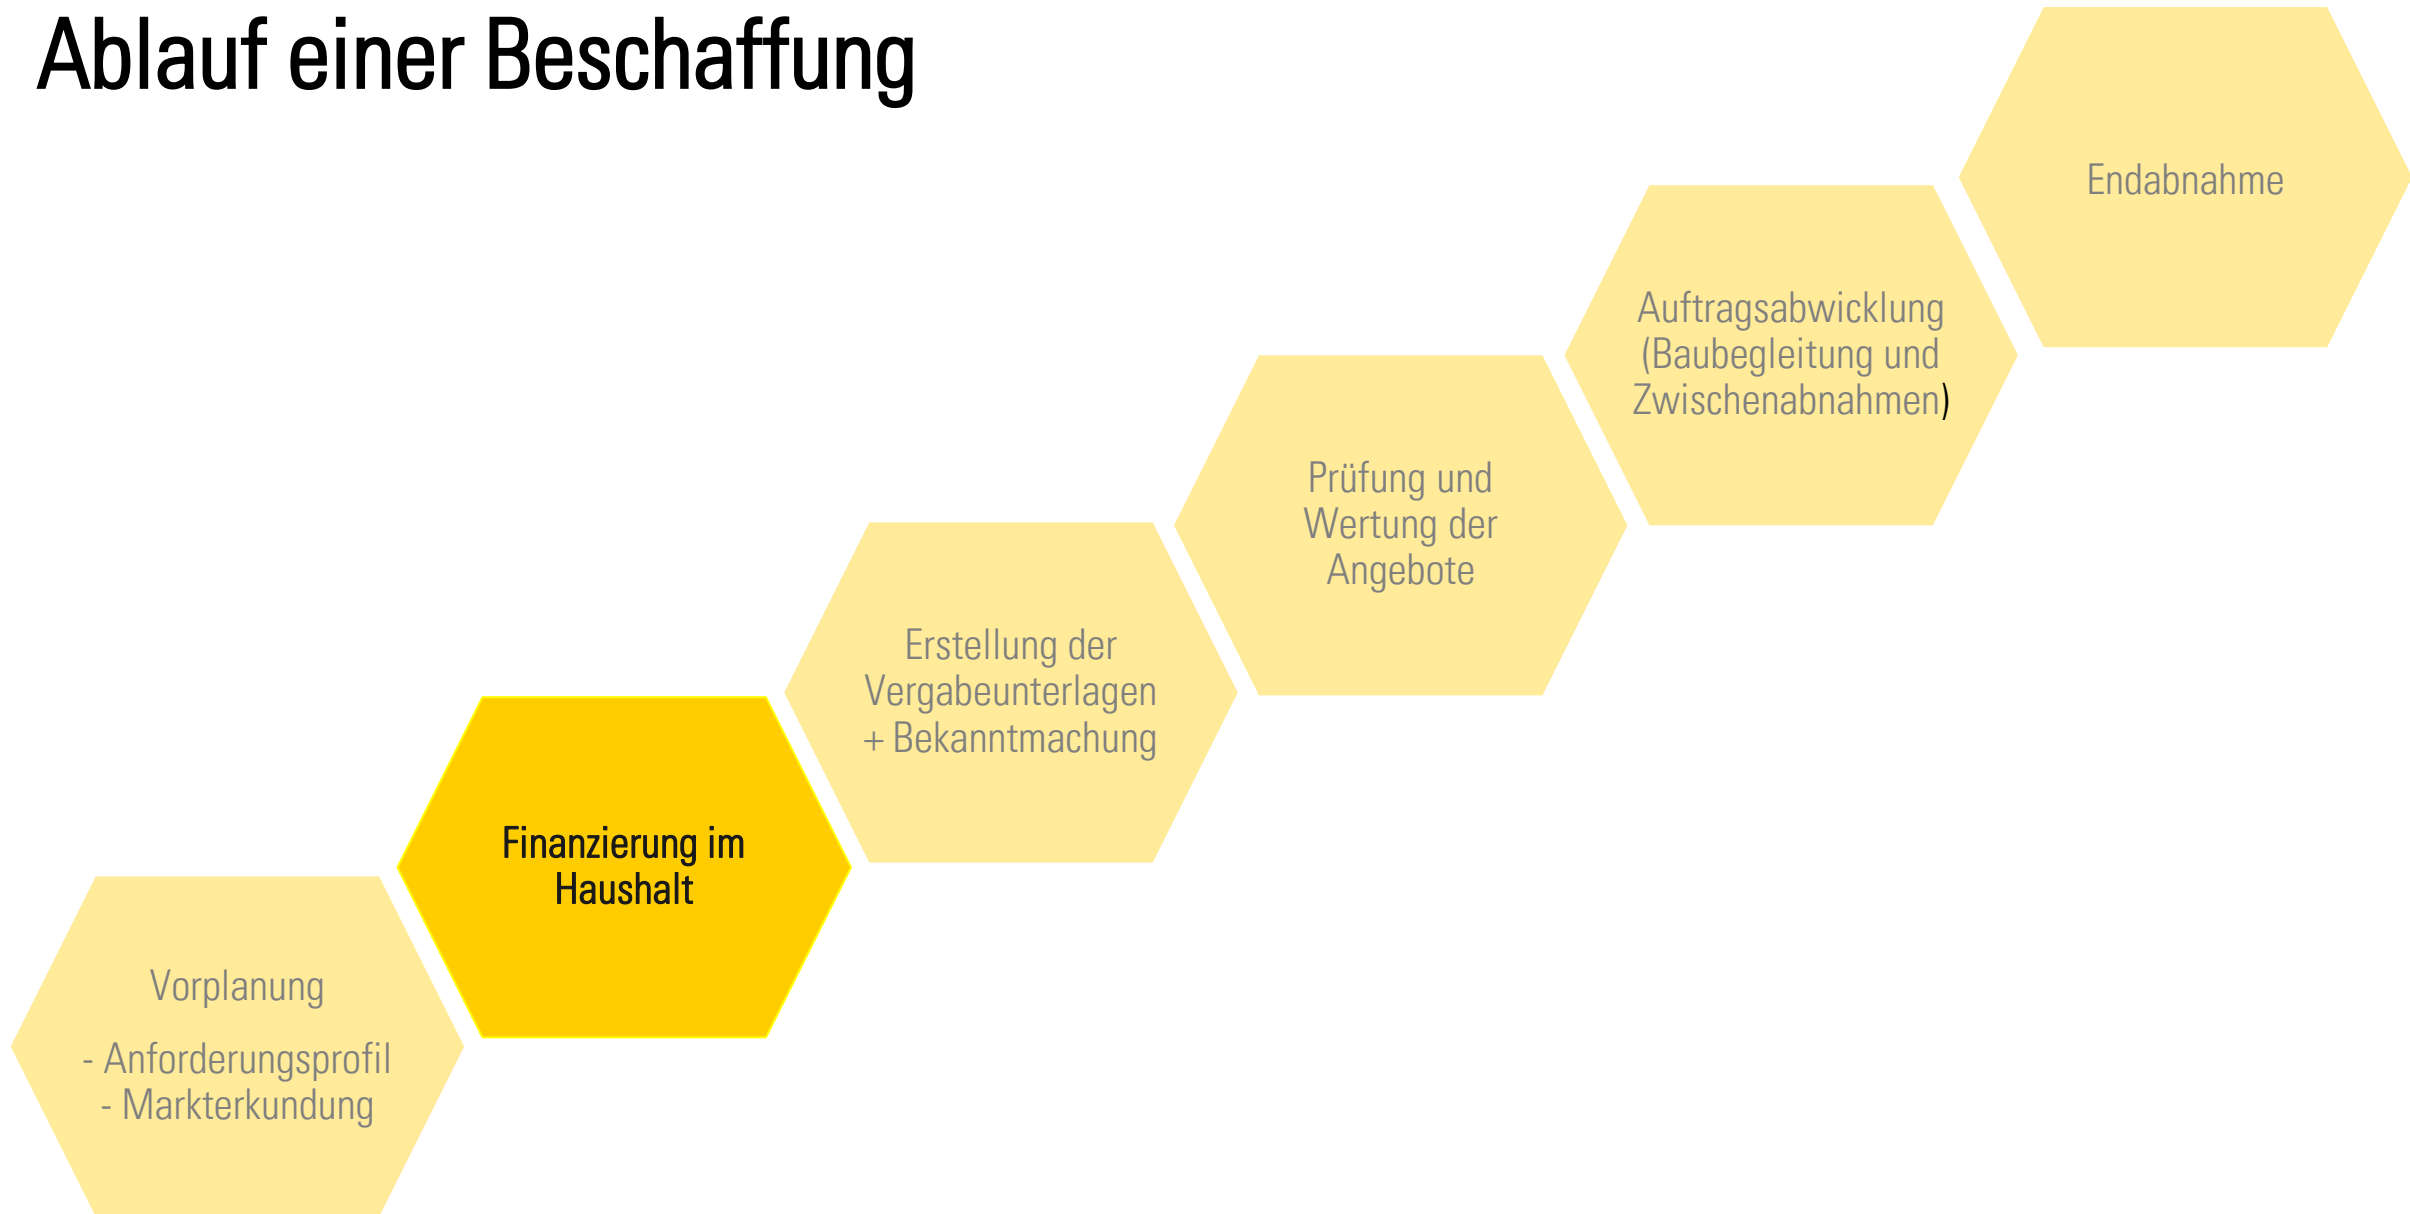 Ablauf einer Beschaffung
Vorplanung
- Anforderungsprofil
- Markterkundung
Finanzierung im
Haushalt
Erstellung der
Vergabeunterlagen
+ Bekanntmachung
Prüfung und
Wertung der
Angebote
Auftragsabwicklung
(Baubegleitung und
Zwischenabnahmen)
Endabnahme